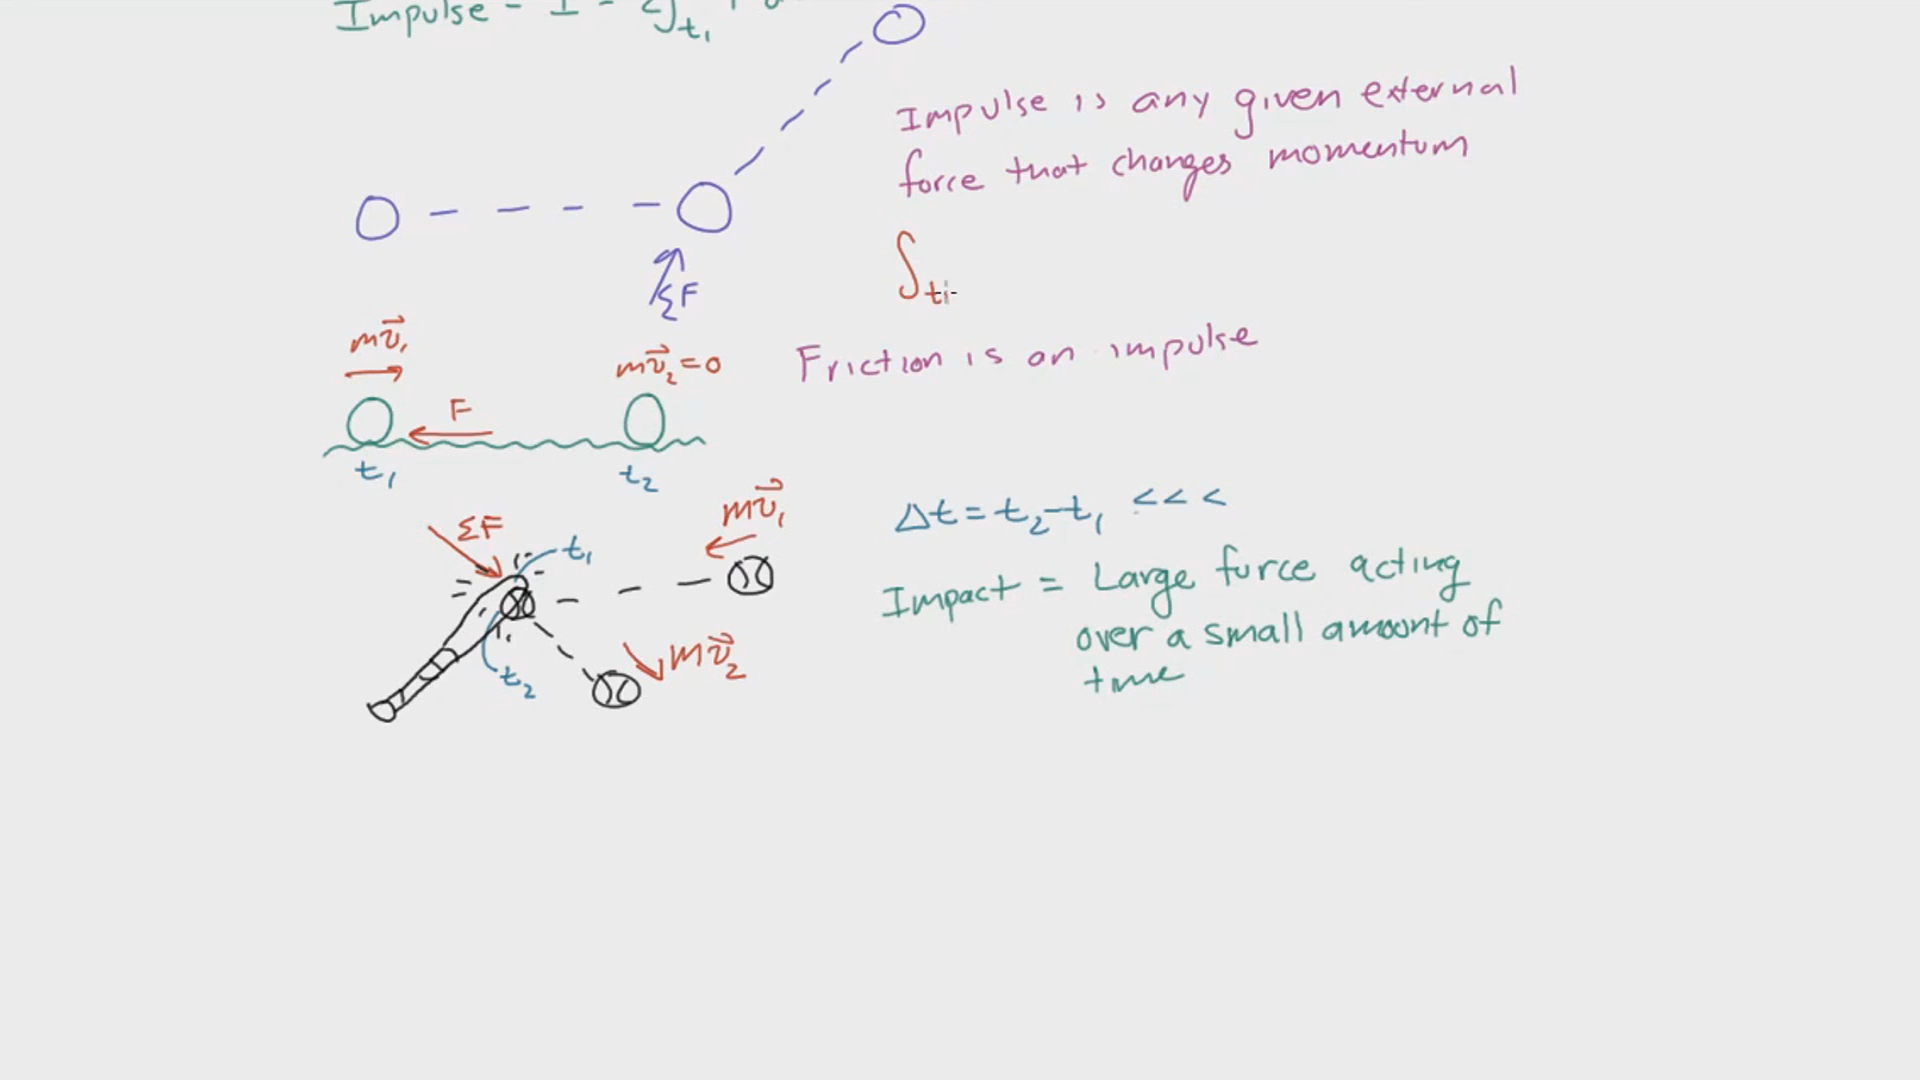 Impulse = I = Σ∫t₁
Impulse is any given external
force that changes momentum
ΣF
∫t₁
mv⃗₁
mv⃗₂=0
Friction is an impulse
F
t₁
t₂
ΣF
t₁
mv⃗₁
Δt = t₂-t₁ <<<
Impact = Large force acting
over a small amount of
time
mv⃗₂
t₂